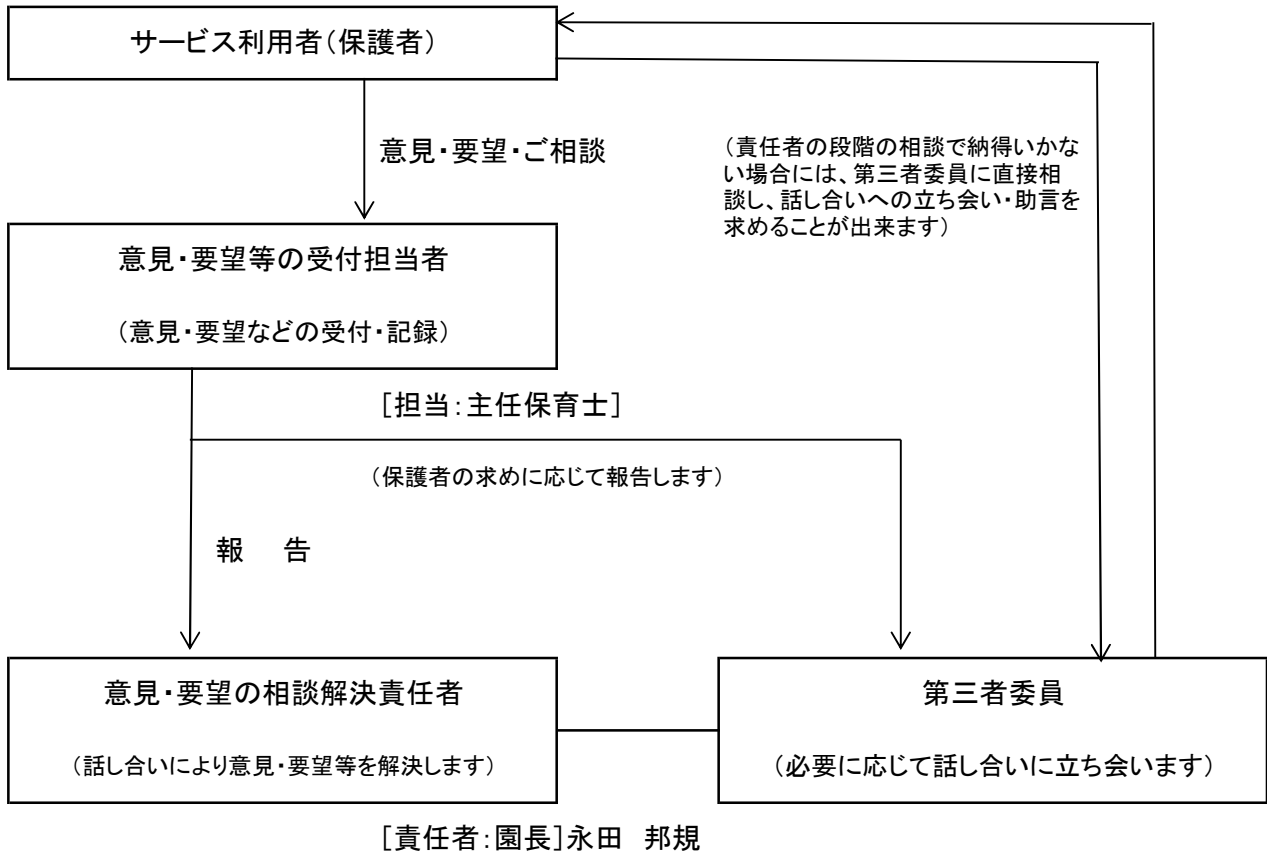 サービス利用者(保護者)
意見・要望・ご相談
(責任者の段階の相談で納得いかな
い場合には、第三者委員に直接相
談し、話し合いへの立ち会い・助言を
求めることが出来ます)
意見・要望等の受付担当者
(意見・要望などの受付・記録)
[担当:主任保育士]
(保護者の求めに応じて報告します)
報　告
意見・要望の相談解決責任者
(話し合いにより意見・要望等を解決します)
第三者委員
(必要に応じて話し合いに立ち会います)
[責任者:園長]永田　邦規